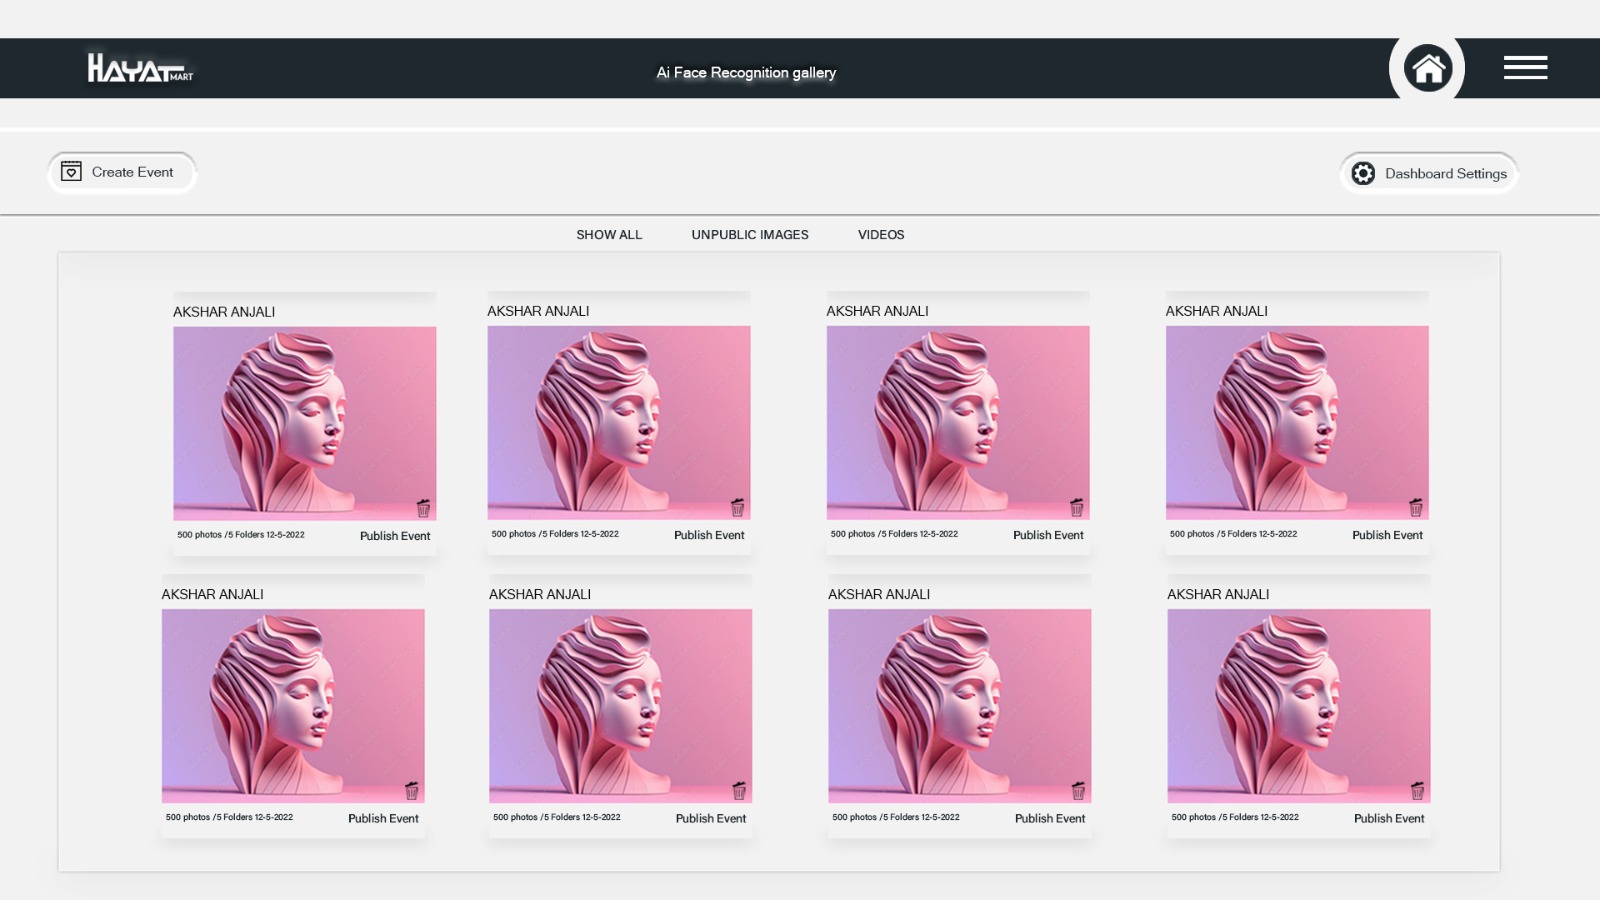 HAYAT MART
Ai Face Recognition gallery
Create Event
Dashboard Settings
SHOW ALL
UNPUBLIC IMAGES
VIDEOS
AKSHAR ANJALI
AKSHAR ANJALI
AKSHAR ANJALI
AKSHAR ANJALI
500 photos /5 Folders 12-5-2022
Publish Event
500 photos /5 Folders 12-5-2022
Publish Event
500 photos /5 Folders 12-5-2022
Publish Event
500 photos /5 Folders 12-5-2022
Publish Event
AKSHAR ANJALI
AKSHAR ANJALI
AKSHAR ANJALI
AKSHAR ANJALI
500 photos /5 Folders 12-5-2022
Publish Event
500 photos /5 Folders 12-5-2022
Publish Event
500 photos /5 Folders 12-5-2022
Publish Event
500 photos /5 Folders 12-5-2022
Publish Event